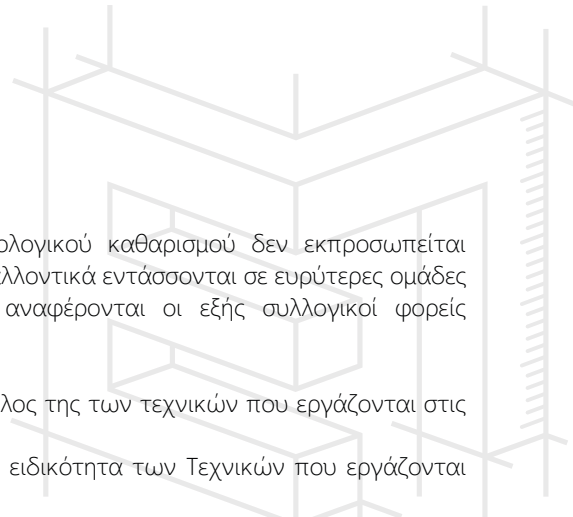 ολογικού καθαρισμού δεν εκπροσωπείται
λλοντικά εντάσσονται σε ευρύτερες ομάδες
αναφέρονται οι εξής συλλογικοί φορείς
λος της των τεχνικών που εργάζονται στις
ειδικότητα των Τεχνικών που εργάζονται